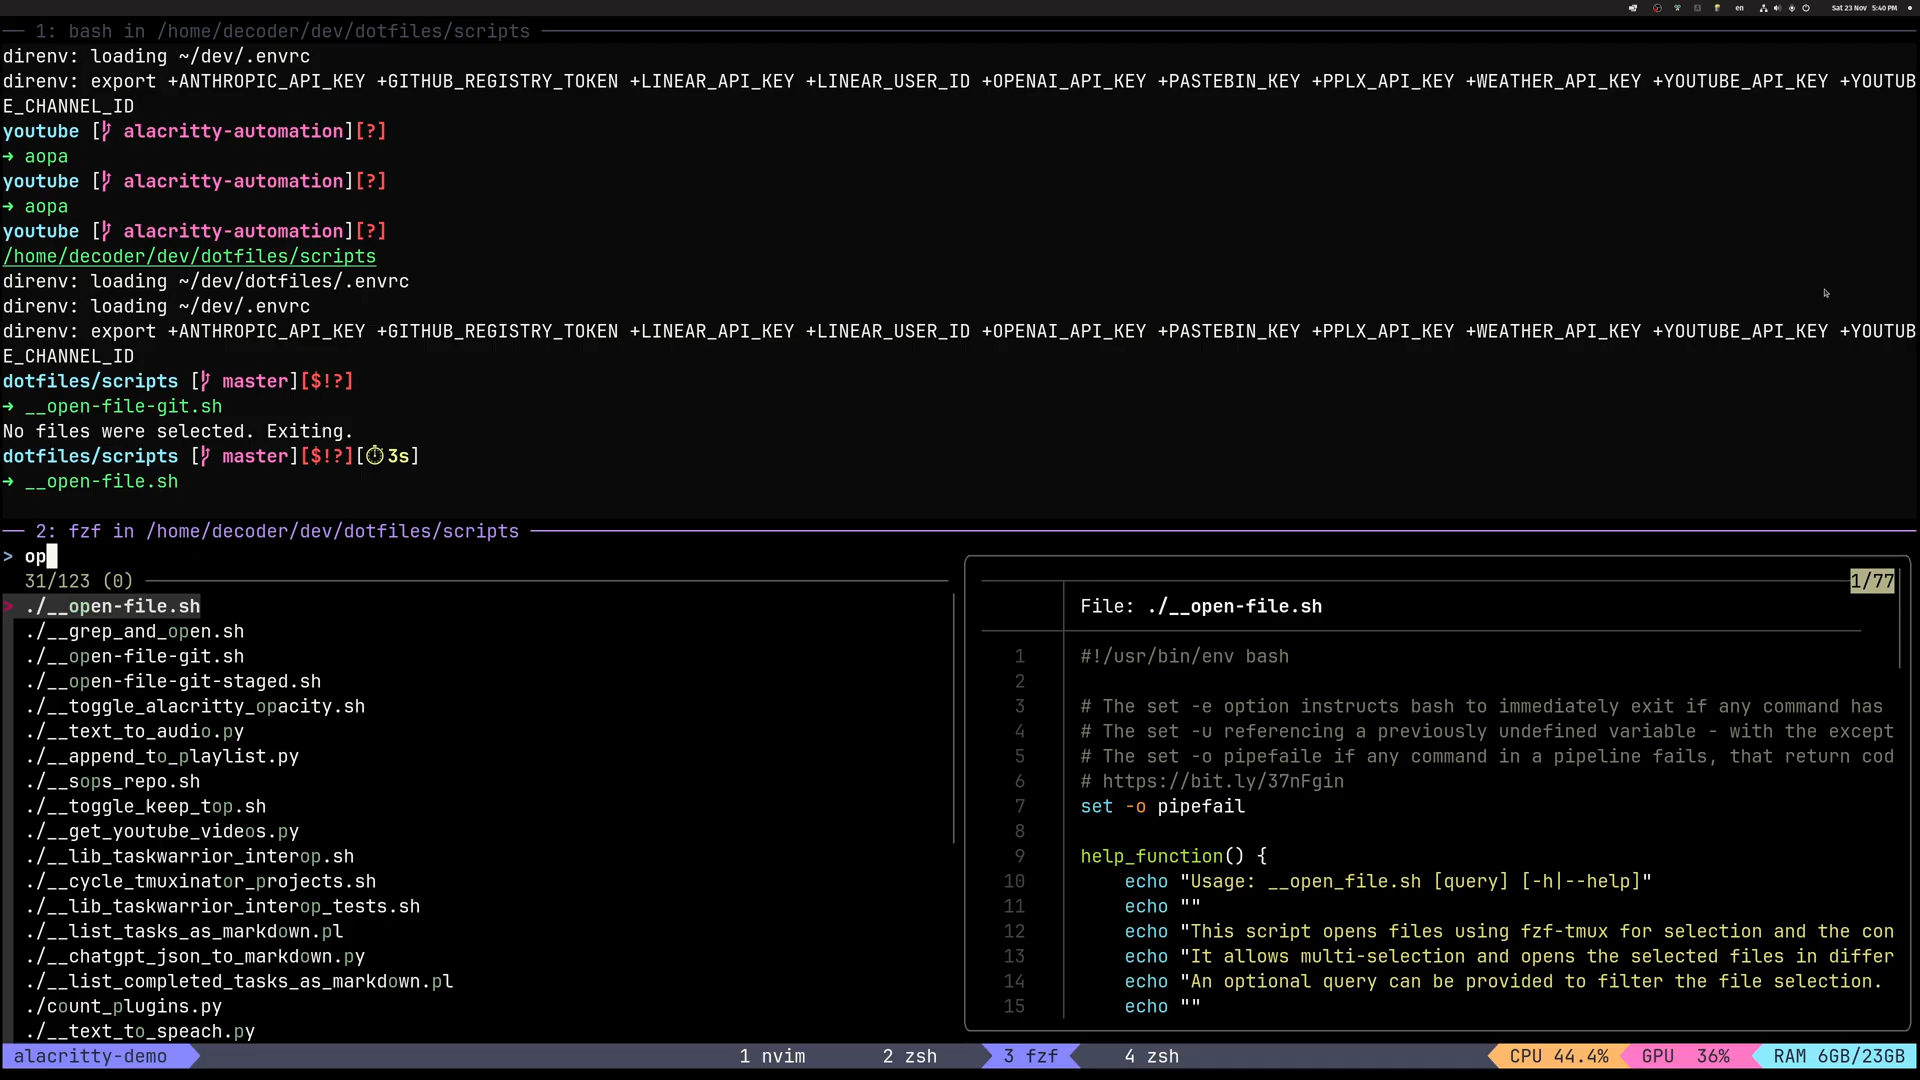 en
Sat 23 Nov 5:40 PM
1: bash in /home/decoder/dev/dotfiles/scripts
direnv: loading ~/dev/.envrc
direnv: export +ANTHROPIC_API_KEY +GITHUB_REGISTRY_TOKEN +LINEAR_API_KEY +LINEAR_USER_ID +OPENAI_API_KEY +PASTEBIN_KEY +PPLX_API_KEY +WEATHER_API_KEY +YOUTUBE_API_KEY +YOUTUB
E_CHANNEL_ID
youtube [ alacritty-automation][?]
→ aopa
youtube [ alacritty-automation][?]
→ aopa
youtube [ alacritty-automation][?]
/home/decoder/dev/dotfiles/scripts
direnv: loading ~/dev/dotfiles/.envrc
direnv: loading ~/dev/.envrc
direnv: export +ANTHROPIC_API_KEY +GITHUB_REGISTRY_TOKEN +LINEAR_API_KEY +LINEAR_USER_ID +OPENAI_API_KEY +PASTEBIN_KEY +PPLX_API_KEY +WEATHER_API_KEY +YOUTUBE_API_KEY +YOUTUB
E_CHANNEL_ID
dotfiles/scripts [ master][$!?]
→ __open-file-git.sh
No files were selected. Exiting.
dotfiles/scripts [ master][$!?][⏱3s]
→ __open-file.sh
2: fzf in /home/decoder/dev/dotfiles/scripts
> op
31/123 (0)
> ./__open-file.sh
./__grep_and_open.sh
./__open-file-git.sh
./__open-file-git-staged.sh
./__toggle_alacritty_opacity.sh
./__text_to_audio.py
./__append_to_playlist.py
./__sops_repo.sh
./__toggle_keep_top.sh
./__get_youtube_videos.py
./__lib_taskwarrior_interop.sh
./__cycle_tmuxinator_projects.sh
./__lib_taskwarrior_interop_tests.sh
./__list_tasks_as_markdown.pl
./__chatgpt_json_to_markdown.py
./__list_completed_tasks_as_markdown.pl
./count_plugins.py
./__text_to_speach.py
1/77
File: ./__open-file.sh
1 #!/usr/bin/env bash
2
3 # The set -e option instructs bash to immediately exit if any command has
4 # The set -u referencing a previously undefined variable - with the except
5 # The set -o pipefaile if any command in a pipeline fails, that return cod
6 # https://bit.ly/37nFgin
7 set -o pipefail
8
9 help_function() {
10 echo "Usage: __open_file.sh [query] [-h|--help]"
11 echo ""
12 echo "This script opens files using fzf-tmux for selection and the con
13 echo "It allows multi-selection and opens the selected files in differ
14 echo "An optional query can be provided to filter the file selection.
15 echo ""
alacritty-demo 1 nvim 2 zsh 3 fzf 4 zsh CPU 44.4% GPU 36% RAM 6GB/23GB